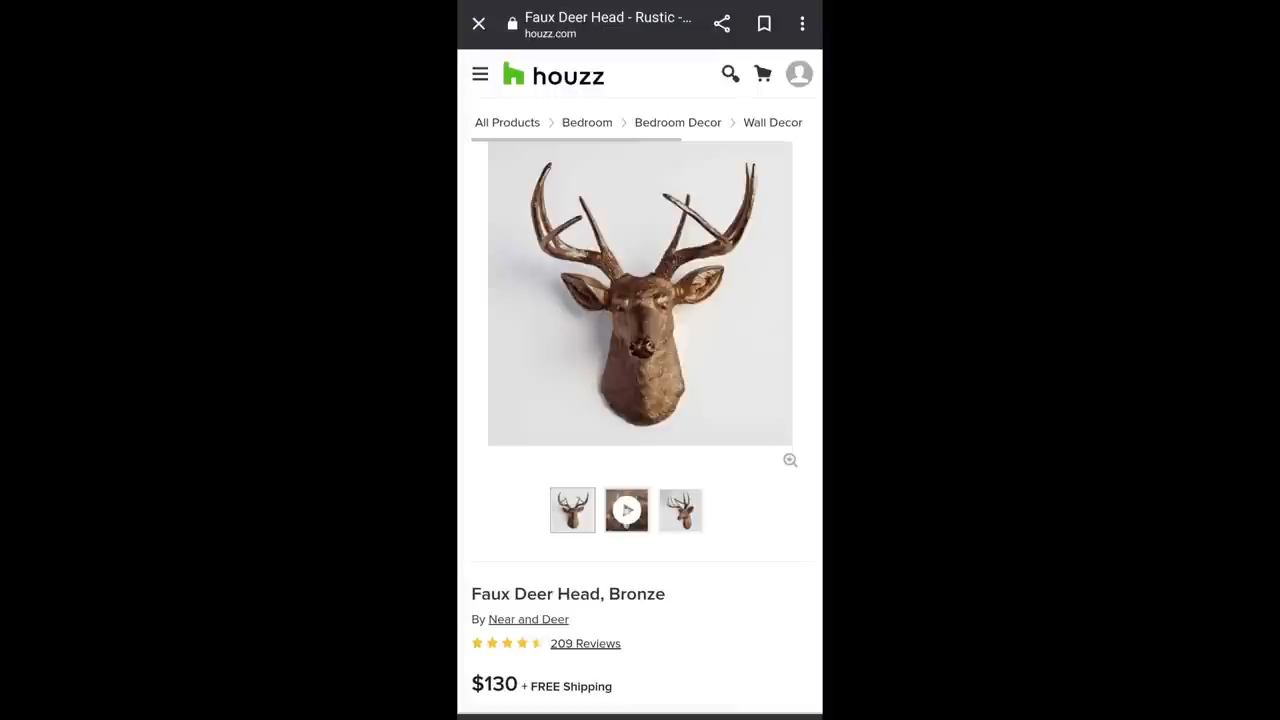 Faux Deer Head - Rustic -...
houzz.com
houzz
All Products > Bedroom > Bedroom Decor > Wall Decor
Faux Deer Head, Bronze
By Near and Deer
209 Reviews
$130 + FREE Shipping